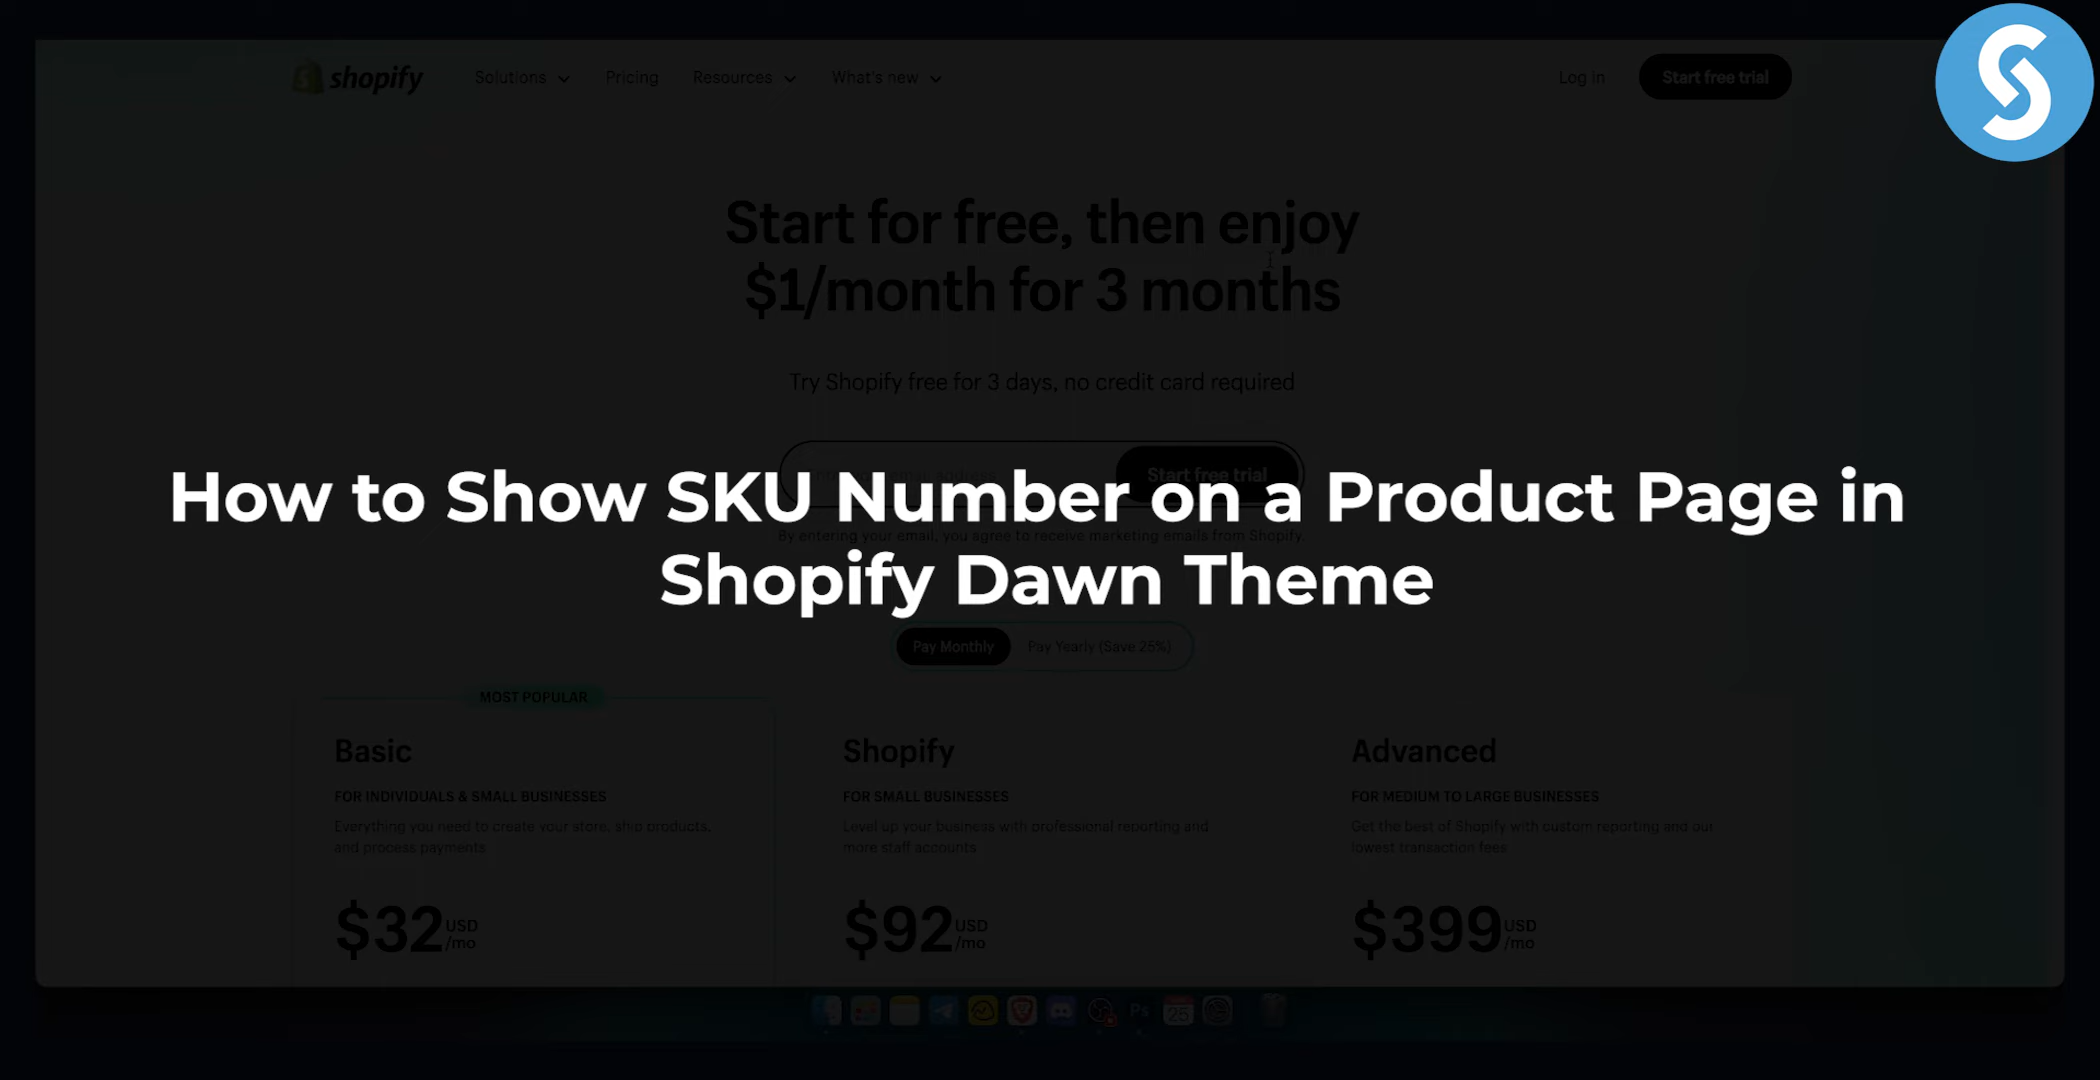 shopify Solutions Pricing Resources What's new Log in Start free trial
Start for free, then enjoy
$1/month for 3 months
Try Shopify free for 3 days, no credit card required
Start free trial
How to Show SKU Number on a Product Page in
By entering your email, you agree to receive marketing emails from Shopify.
Shopify Dawn Theme
Pay Monthly Pay Yearly (Save 25%)
MOST POPULAR
Basic
FOR INDIVIDUALS & SMALL BUSINESSES
Everything you need to create your store, ship products,
and process payments
$32 USD
/mo
Shopify
FOR SMALL BUSINESSES
Level up your business with professional reporting and
more staff accounts
$92 USD
/mo
Advanced
FOR MEDIUM TO LARGE BUSINESSES
Get the best of Shopify with custom reporting and our
lowest transaction fees
$399 USD
/mo
Ps
25